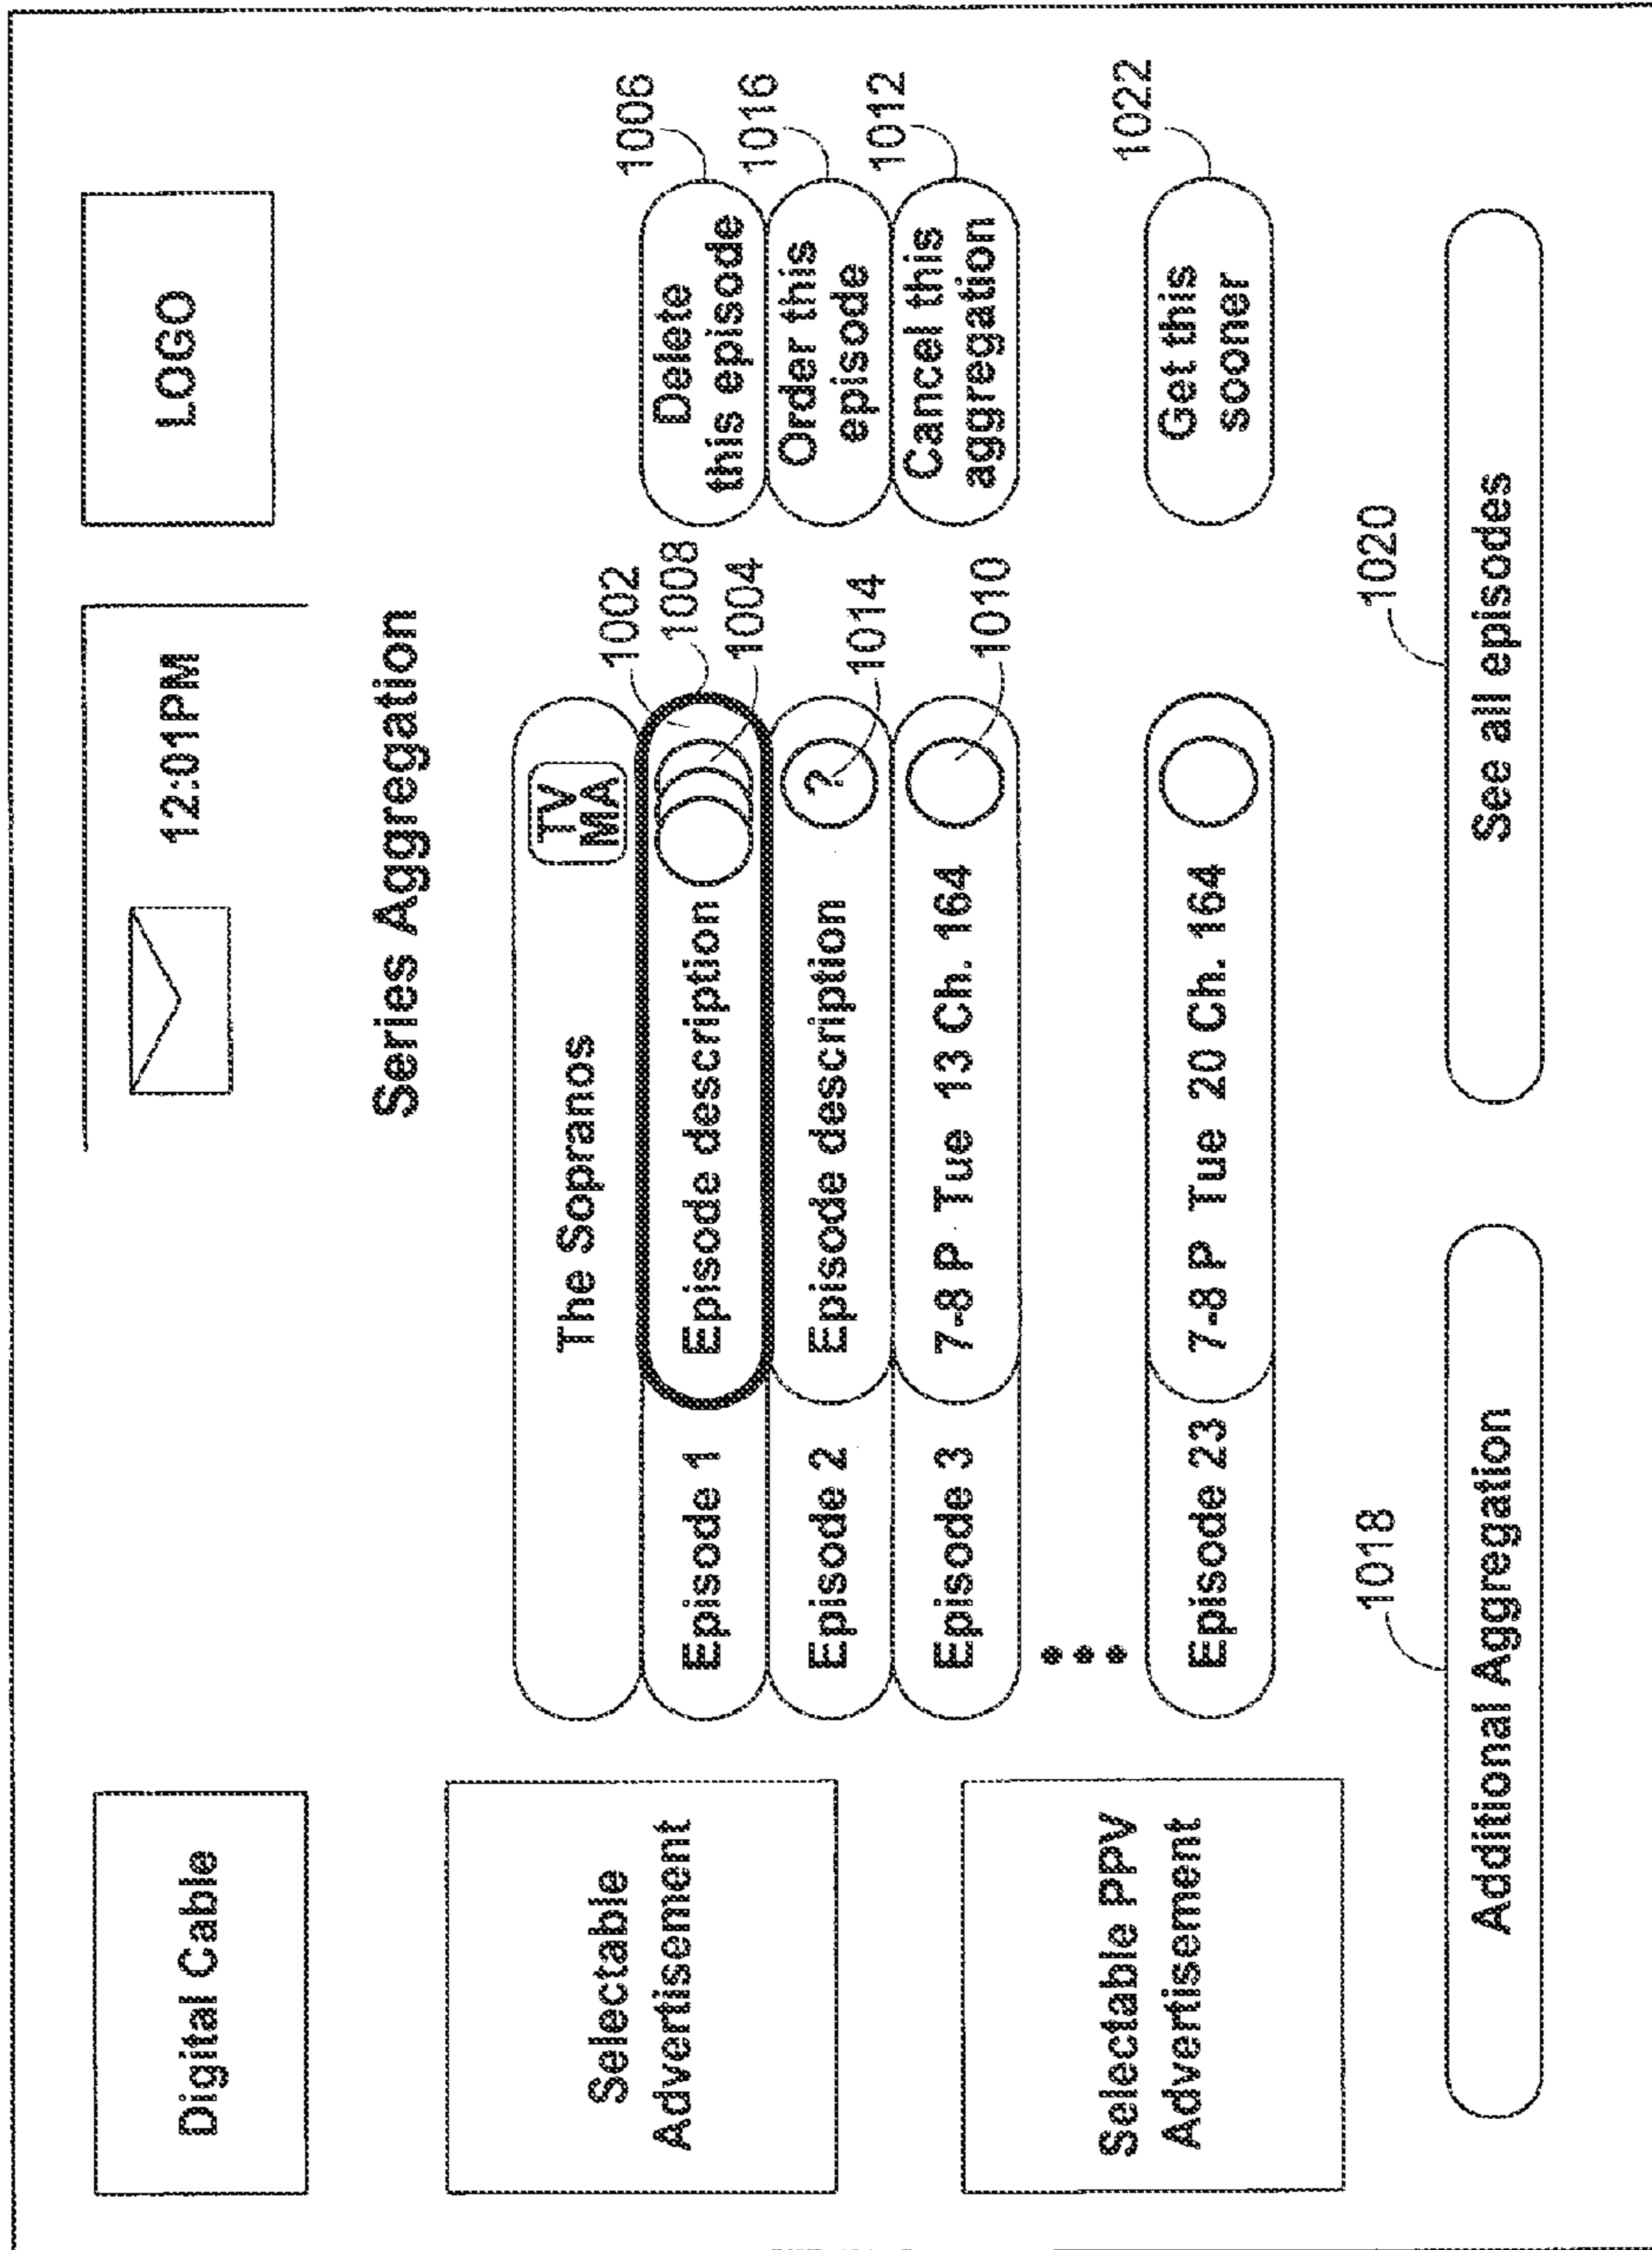 Digital Cable
12:01PM
LOGO
Series Aggregation
Selectable
Advertisement
Selectable PPV
Advertisement
The Sopranos
TV
MA
1002
1008
1004
1014
1010
Episode 1
Episode description
Episode 2
Episode description
?
Episode 3
7-8 P Tue 13 Ch. 164
Episode 23
7-8 P Tue 20 Ch. 164
Delete
this episode
1006
Order this
episode
1016
Cancel this
aggregation
1012
Get this
sooner
1022
1018
Additional Aggregation
1020
See all episodes